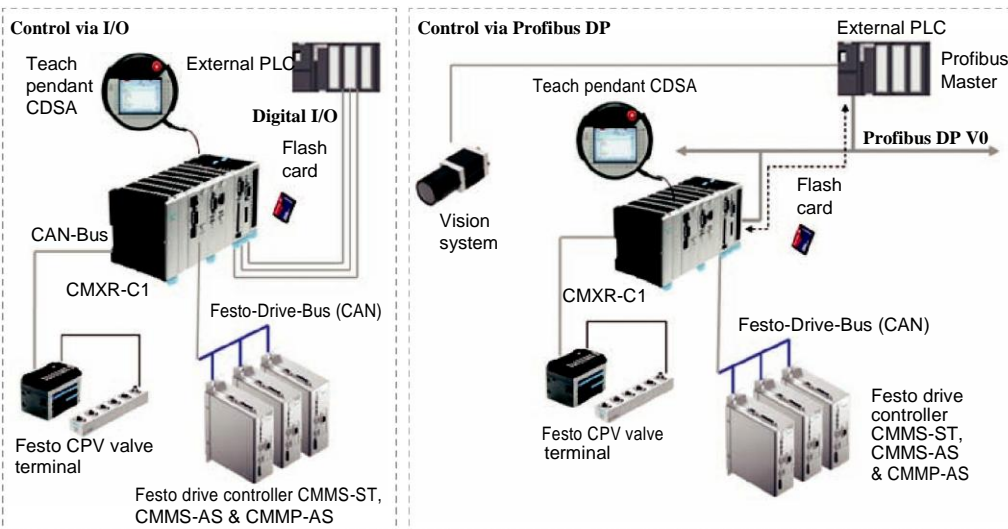 Control via I/O
Teach
pendant
CDSA
External PLC
Digital I/O
Flash
card
CAN-Bus
CMXR-C1
Festo-Drive-Bus (CAN)
Festo CPV valve
terminal
Festo drive controller CMMS-ST,
CMMS-AS & CMMP-AS
Control via Profibus DP
External PLC
Profibus
Master
Teach pendant CDSA
Profibus DP V0
Flash
card
Vision
system
CMXR-C1
Festo-Drive-Bus (CAN)
Festo CPV valve
terminal
Festo drive
controller
CMMS-ST,
CMMS-AS
& CMMP-AS